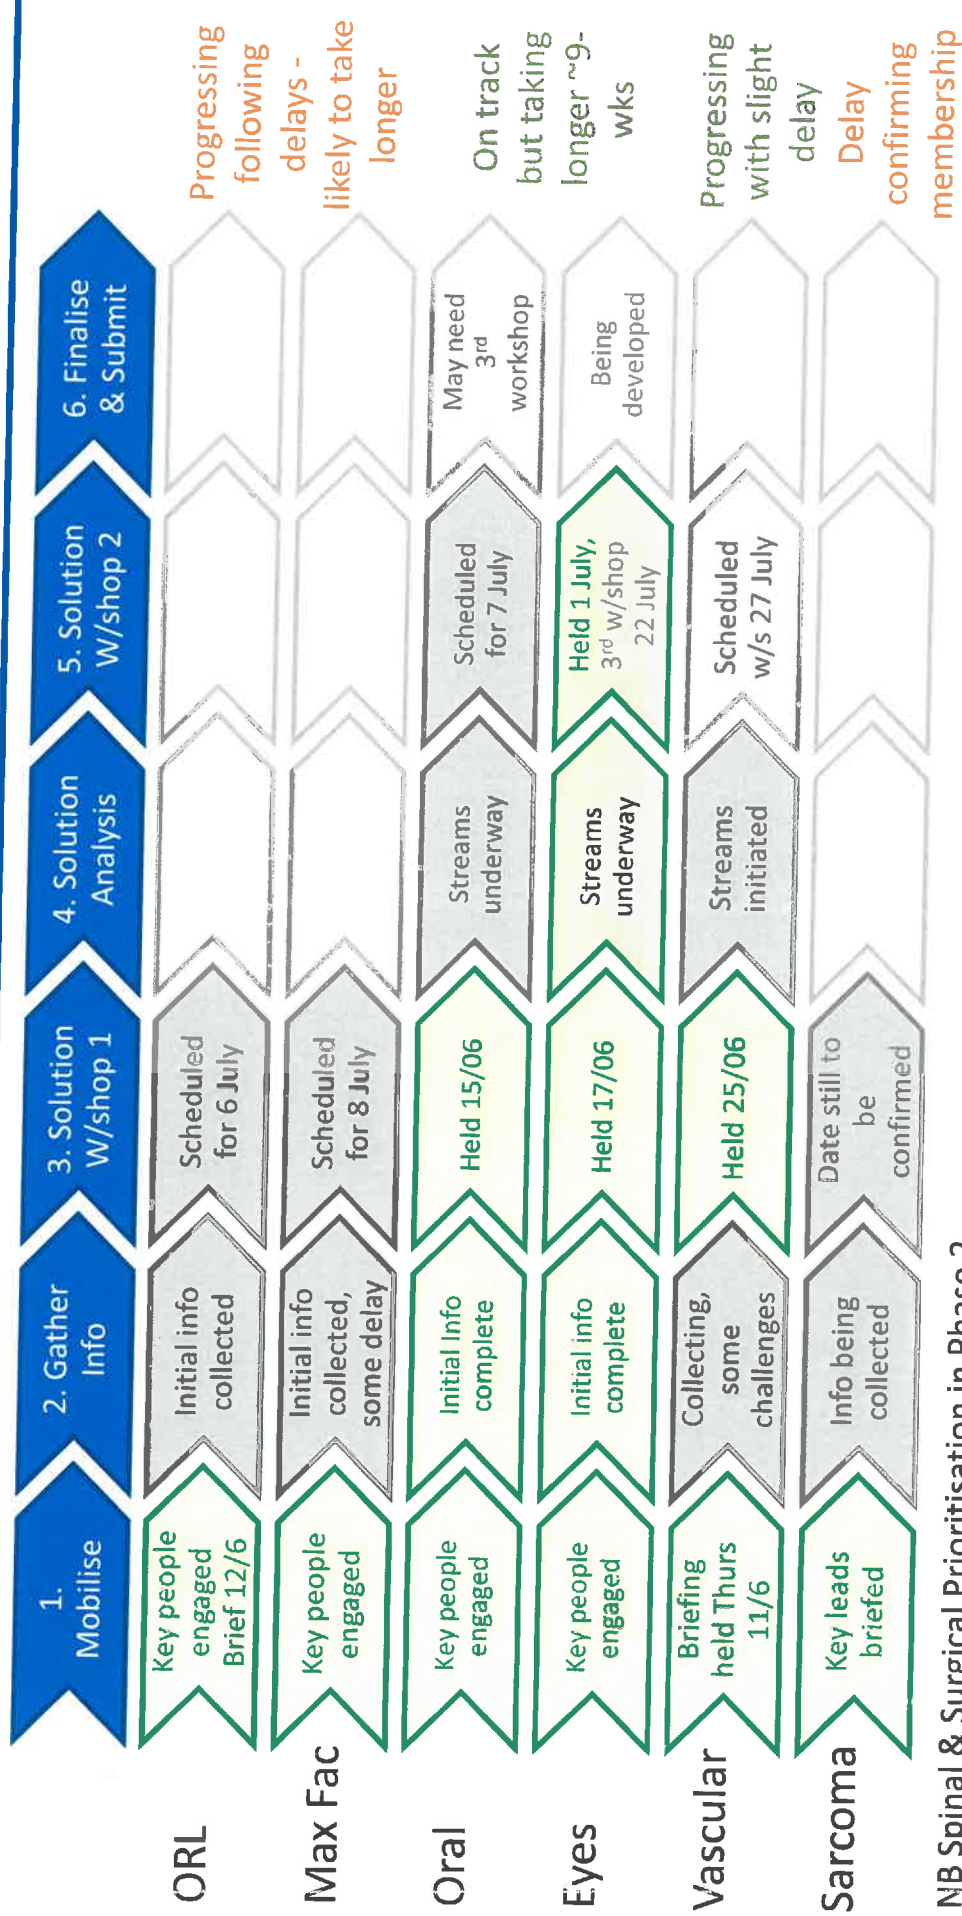 1.
Mobilise
2. Gather
Info
3. Solution
W/shop 1
4. Solution
Analysis
5. Solution
W/shop 2
6. Finalise
& Submit
ORL
Key people
engaged
Brief 12/6
Initial info
collected
Scheduled
for 6 July
Progressing
following
delays -
likely to take
longer
Max Fac
Key people
engaged
Initial info
collected,
some delay
Scheduled
for 8 July
Oral
Key people
engaged
Initial Info
complete
Held 15/06
Streams
underway
Scheduled
for 7 July
May need
3rd
workshop
On track
but taking
longer ~9-
wks
Eyes
Key people
engaged
Initial info
complete
Held 17/06
Streams
underway
Held 1 July,
3rd w/shop
22 July
Being
developed
Vascular
Briefing
held Thurs
11/6
Collecting,
some
challenges
Held 25/06
Streams
initiated
Scheduled
w/s 27 July
Progressing
with slight
delay
Sarcoma
Key leads
briefed
Info being
collected
Date still to
be
confirmed
Delay
confirming
membership
NB Spinal & Surgical Prioritisation in Phase 2